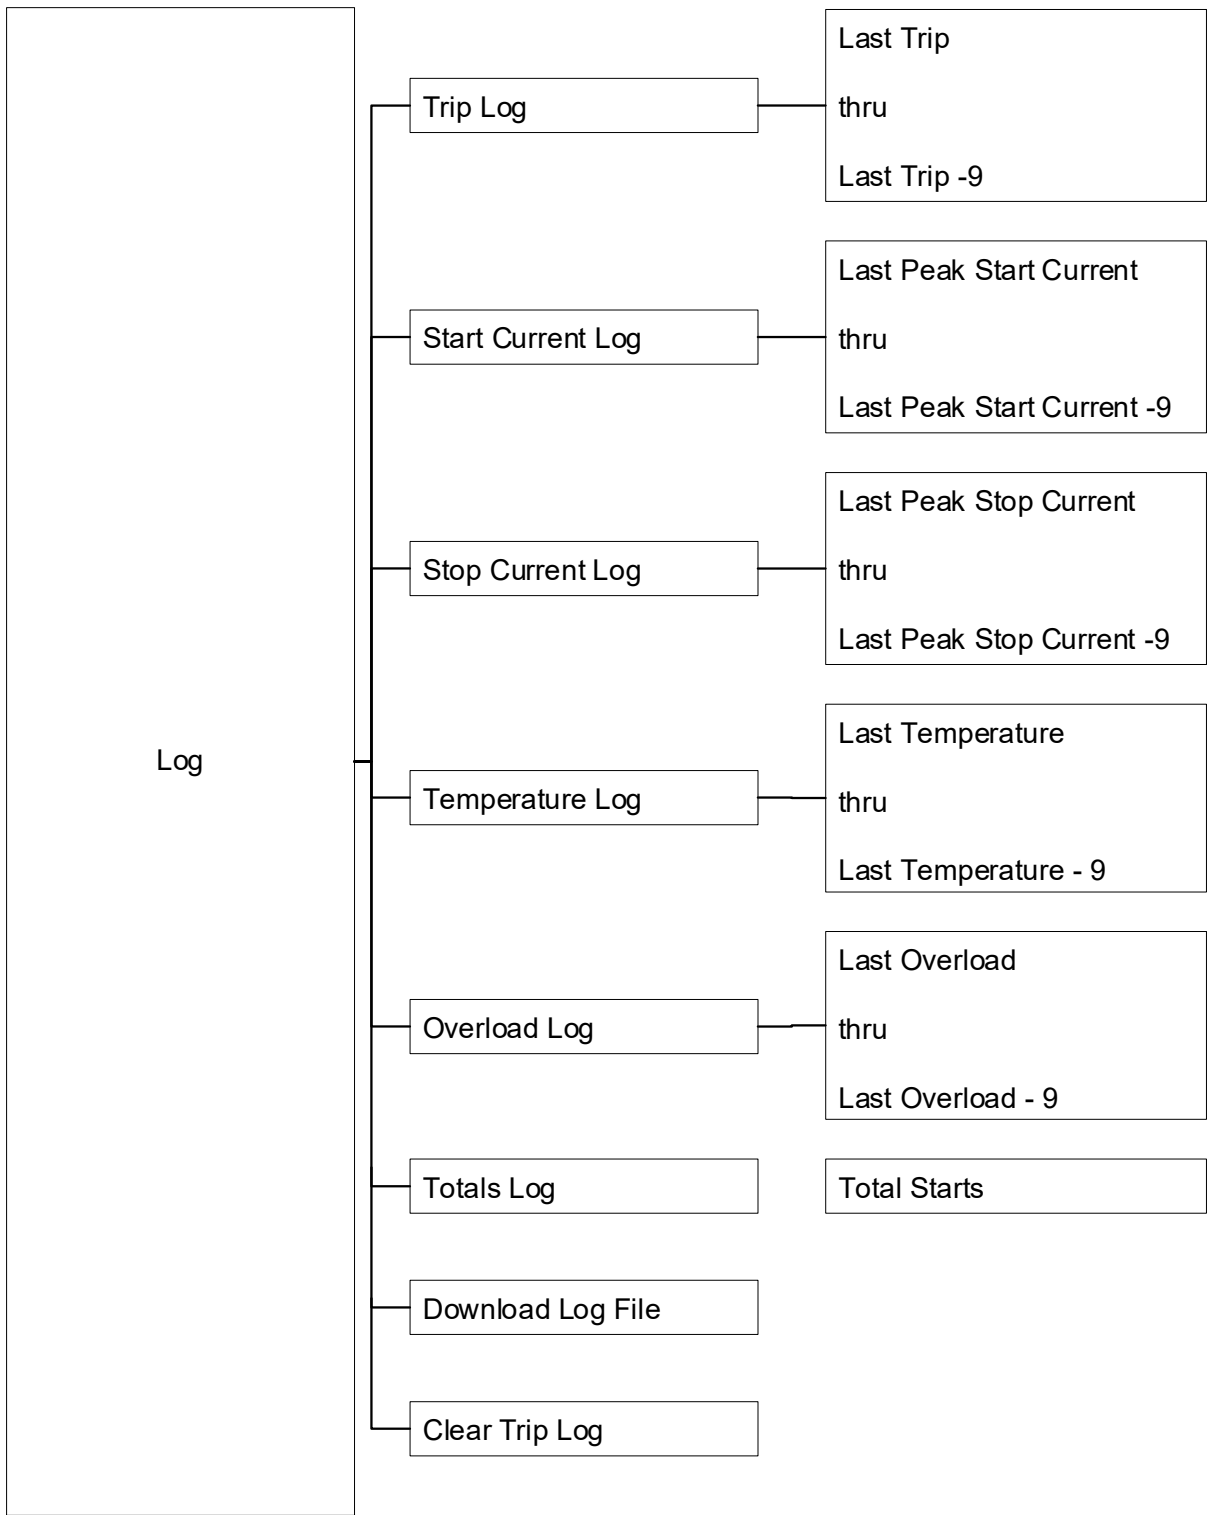 Log
Trip Log
Last Trip
thru
Last Trip -9
Start Current Log
Last Peak Start Current
thru
Last Peak Start Current -9
Stop Current Log
Last Peak Stop Current
thru
Last Peak Stop Current -9
Temperature Log
Last Temperature
thru
Last Temperature - 9
Overload Log
Last Overload
thru
Last Overload - 9
Totals Log
Total Starts
Download Log File
Clear Trip Log